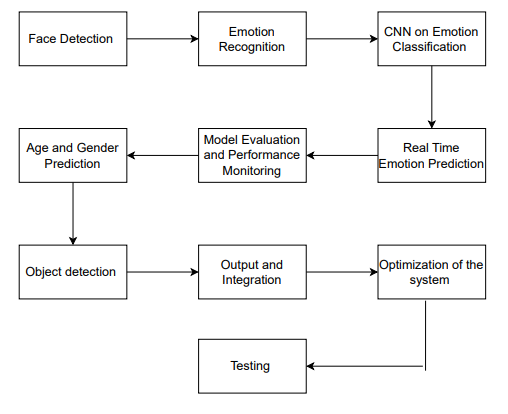 Face Detection
Emotion
Recognition
CNN on Emotion
Classification
Age and Gender
Prediction
Model Evaluation
and Performance
Monitoring
Real Time
Emotion Prediction
Object detection
Output and
Integration
Optimization of the
system
Testing